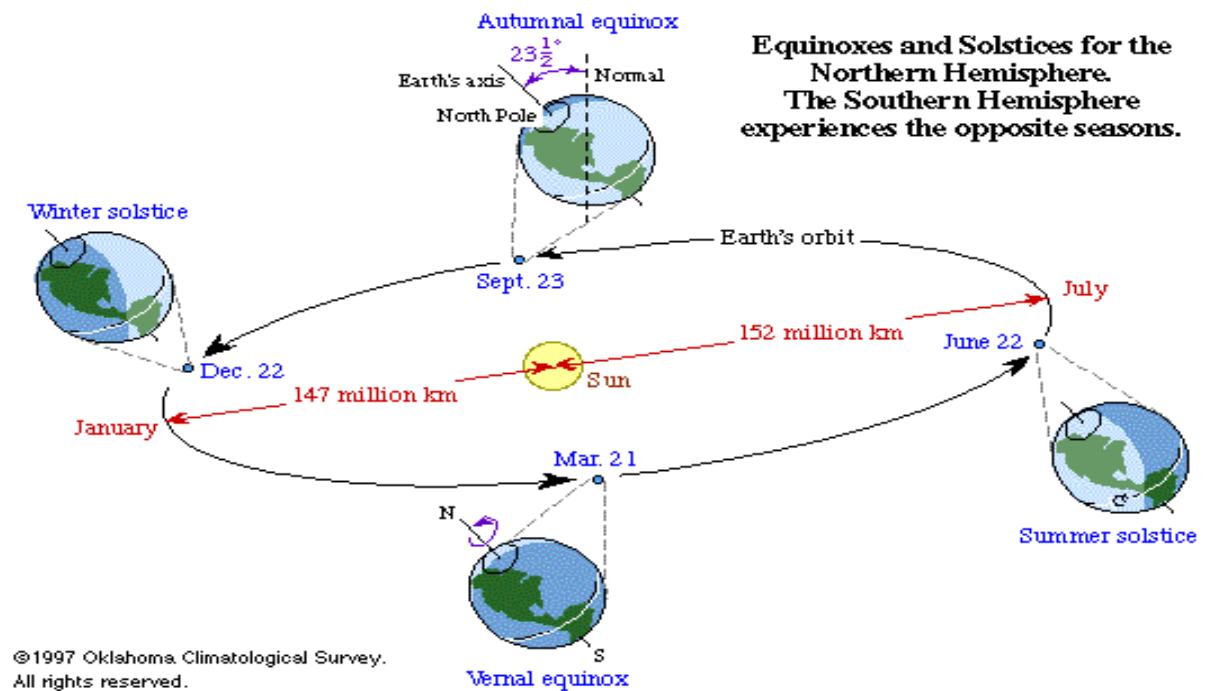 Autumnal equinox
23 1/2°
Earth's axis
Normal
North Pole
Equinoxes and Solstices for the
Northern Hemisphere.
The Southern Hemisphere
experiences the opposite seasons.
Winter solstice
Earth's orbit
Sept. 23
July
152 million km
June 22
Dec. 22
Sun
147 million km
January
Mar. 21
N
S
Summer solstice
Vernal equinox
©1997 Oklahoma Climatological Survey.
All rights reserved.